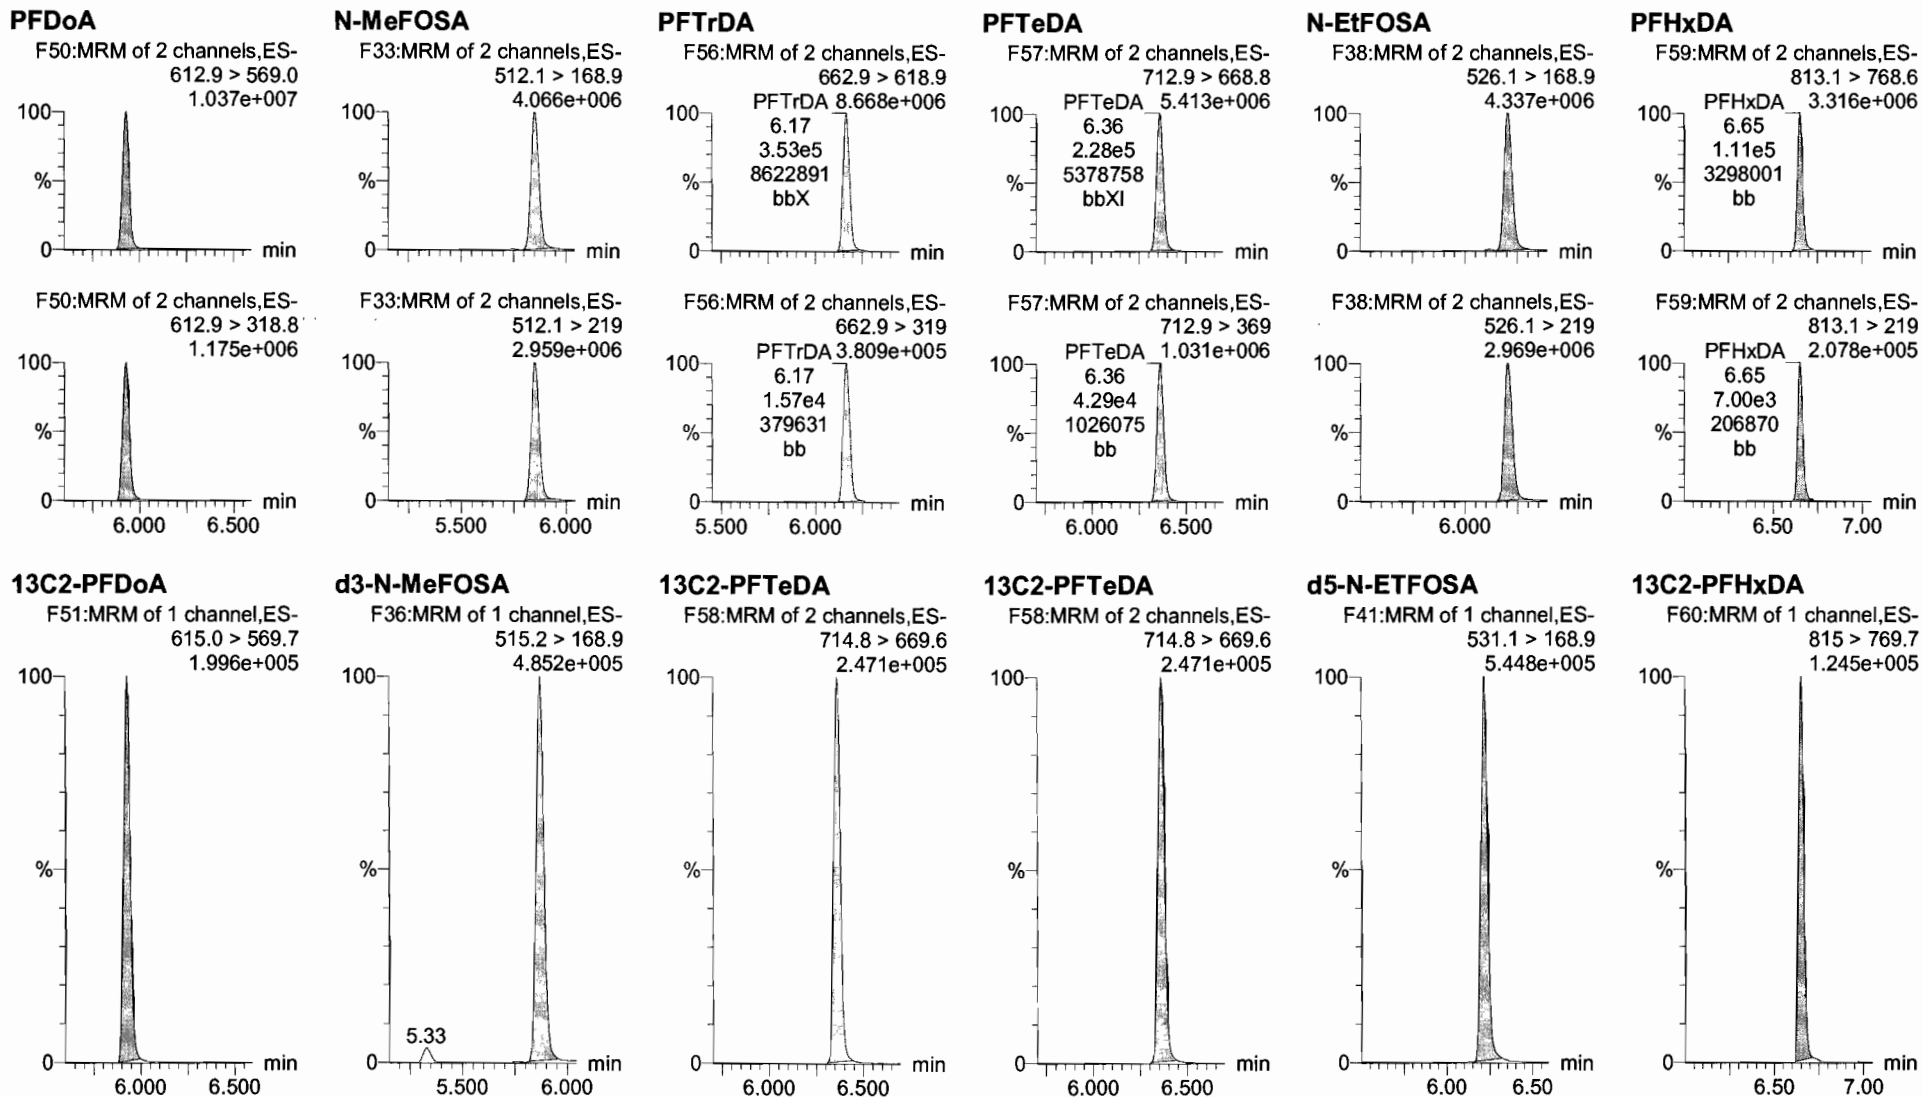 PFDoA
F50:MRM of 2 channels,ES-
612.9 > 569.0
1.037e+007
100
%
0
min
F50:MRM of 2 channels,ES-
612.9 > 318.8
1.175e+006
100
%
0
min
6.000 6.500
N-MeFOSA
F33:MRM of 2 channels,ES-
512.1 > 168.9
4.066e+006
100
%
0
min
F33:MRM of 2 channels,ES-
512.1 > 219
2.959e+006
100
%
0
min
5.500 6.000
PFTrDA
F56:MRM of 2 channels,ES-
662.9 > 618.9
PFTrDA 8.668e+006
100
6.17
3.53e5
8622891
bbX
%
0
min
F56:MRM of 2 channels,ES-
662.9 > 319
PFTrDA 3.809e+005
100
6.17
1.57e4
379631
bb
%
0
min
5.500 6.000
PFTeDA
F57:MRM of 2 channels,ES-
712.9 > 668.8
PFTeDA 5.413e+006
100
6.36
2.28e5
5378758
bbXI
%
0
min
F57:MRM of 2 channels,ES-
712.9 > 369
PFTeDA 1.031e+006
100
6.36
4.29e4
1026075
bb
%
0
min
6.000 6.500
N-EtFOSA
F38:MRM of 2 channels,ES-
526.1 > 168.9
4.337e+006
100
%
0
min
F38:MRM of 2 channels,ES-
526.1 > 219
2.969e+006
100
%
0
min
6.000
PFHxDA
F59:MRM of 2 channels,ES-
813.1 > 768.6
PFHxDA 3.316e+006
100
6.65
1.11e5
3298001
bb
%
0
min
F59:MRM of 2 channels,ES-
813.1 > 219
PFHxDA 2.078e+005
100
6.65
7.00e3
206870
bb
%
0
min
6.50 7.00
13C2-PFDoA
F51:MRM of 1 channel,ES-
615.0 > 569.7
1.996e+005
100
%
0
min
6.000 6.500
d3-N-MeFOSA
F36:MRM of 1 channel,ES-
515.2 > 168.9
4.852e+005
100
%
5.33
0
min
5.500 6.000
13C2-PFTeDA
F58:MRM of 2 channels,ES-
714.8 > 669.6
2.471e+005
100
%
0
min
6.000 6.500
13C2-PFTeDA
F58:MRM of 2 channels,ES-
714.8 > 669.6
2.471e+005
100
%
0
min
6.000 6.500
d5-N-ETFOSA
F41:MRM of 1 channel,ES-
531.1 > 168.9
5.448e+005
100
%
0
min
6.00 6.50
13C2-PFHxDA
F60:MRM of 1 channel,ES-
815 > 769.7
1.245e+005
100
%
0
min
6.50 7.00